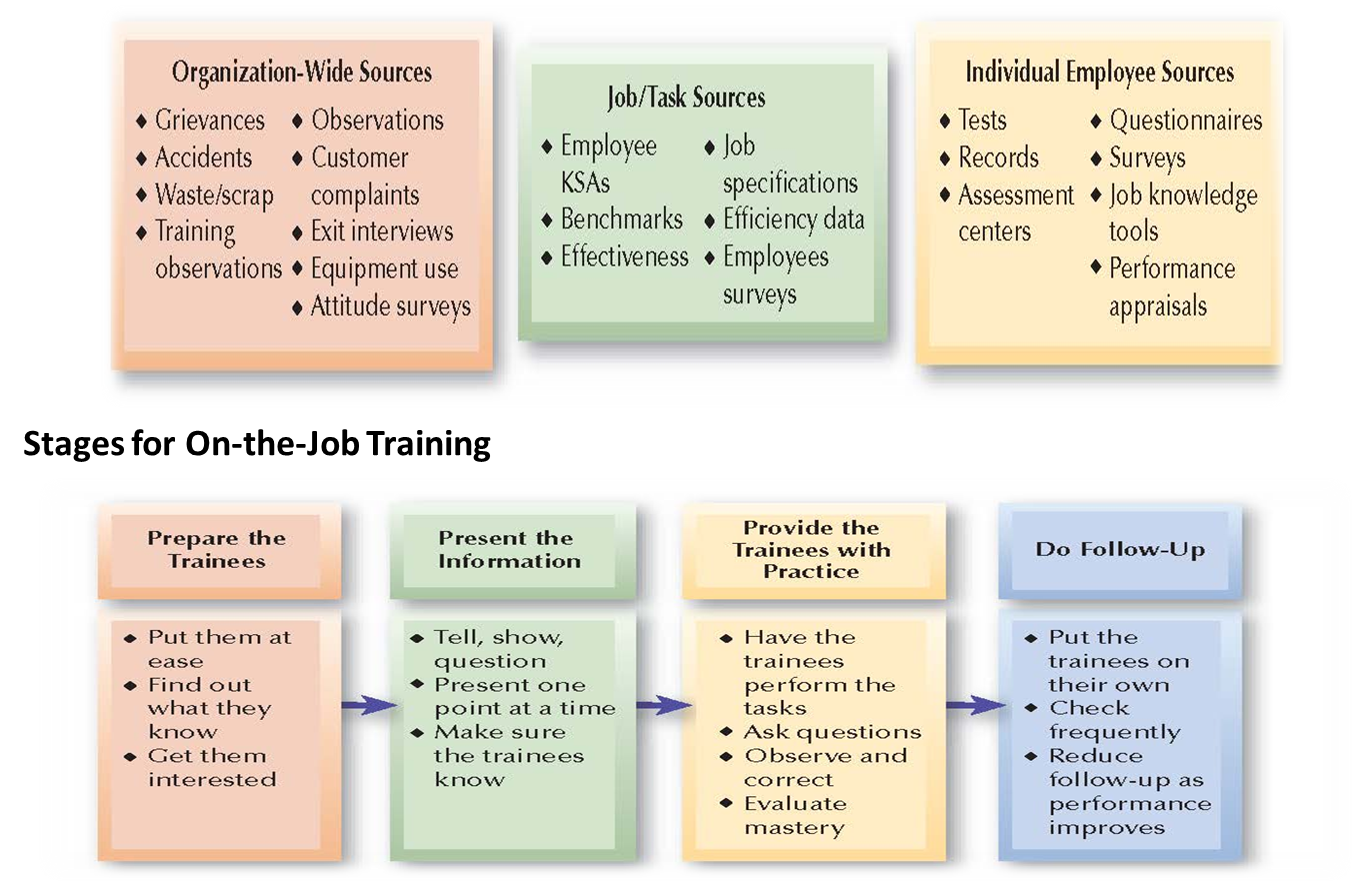 Organization-Wide Sources
♦ Grievances
♦ Accidents
♦ Waste/scrap
♦ Training
observations
♦ Observations
♦ Customer
complaints
♦ Exit interviews
♦ Equipment use
♦ Attitude surveys
Job/Task Sources
♦ Employee
KSAs
♦ Benchmarks
♦ Effectiveness
♦ Job
specifications
♦ Efficiency data
♦ Employees
surveys
Individual Employee Sources
♦ Tests
♦ Records
♦ Assessment
centers
♦ Questionnaires
♦ Surveys
♦ Job knowledge
tools
♦ Performance
appraisals
Stages for On-the-Job Training
Prepare the
Trainees
♦ Put them at
ease
♦ Find out
what they
know
♦ Get them
interested
Present the
Information
♦ Tell, show,
question
♦ Present one
point at a time
♦ Make sure
the trainees
know
Provide the
Trainees with
Practice
♦ Have the
trainees
perform the
tasks
♦ Ask questions
♦ Observe and
correct
♦ Evaluate
mastery
Do Follow-Up
♦ Put the
trainees on
their own
♦ Check
frequently
♦ Reduce
follow-up as
performance
improves